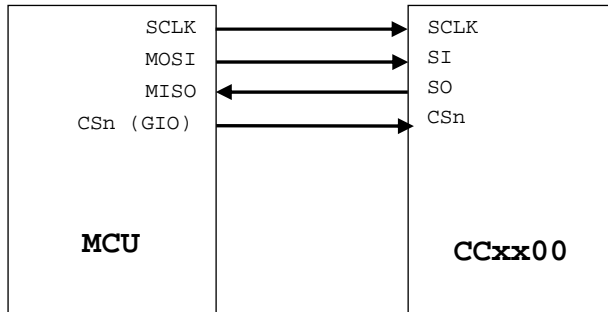 SCLK
MOSI
MISO
CSn (GIO)
MCU
SCLK
SI
SO
CSn
CCxx00